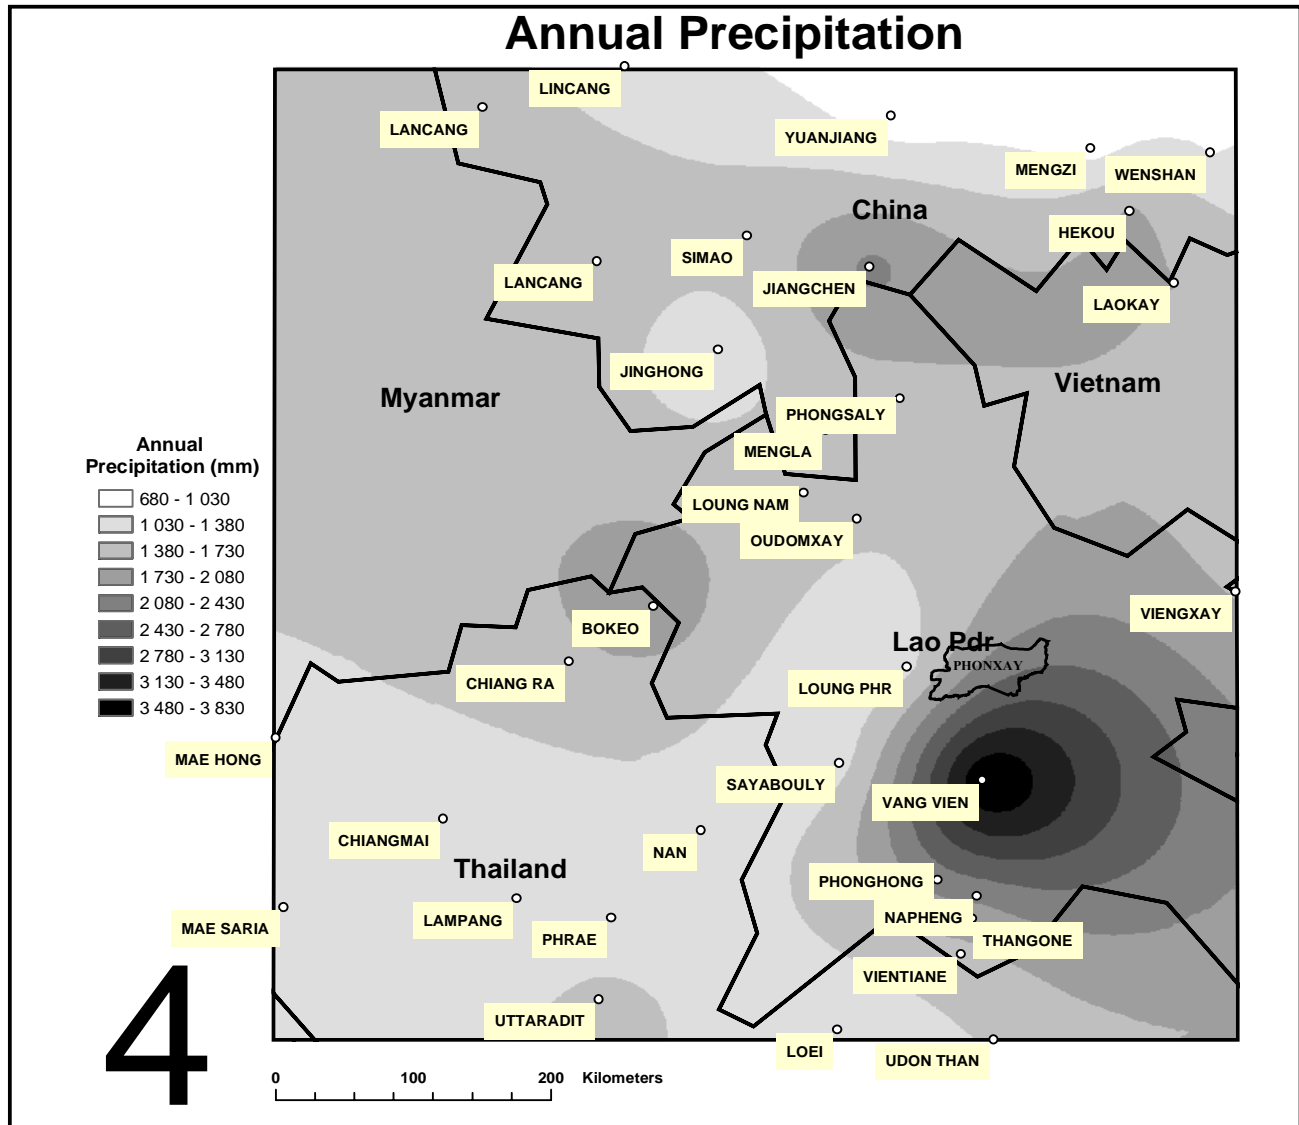 Annual Precipitation
LINCANG
LANCANG
YUANJIANG
MENGZI
WENSHAN
China
HEKOU
SIMAO
LANCANG
JIANGCHEN
LAOKAY
JINGHONG
Myanmar
Vietnam
PHONGSALY
MENGLA
Annual
Precipitation (mm)
680 - 1 030
1 030 - 1 380
1 380 - 1 730
1 730 - 2 080
2 080 - 2 430
2 430 - 2 780
2 780 - 3 130
3 130 - 3 480
3 480 - 3 830
LOUNG NAM
OUDOMXAY
VIENGXAY
BOKEO
Lao Pdr
PHONXAY
CHIANG RA
LOUNG PHR
MAE HONG
SAYABOULY
VANG VIEN
CHIANGMAI
NAN
Thailand
PHONGHONG
LAMPANG
NAPHENG
MAE SARIA
PHRAE
THANGONE
VIENTIANE
UTTARADIT
LOEI
UDON THAN
4
0 100 200 Kilometers